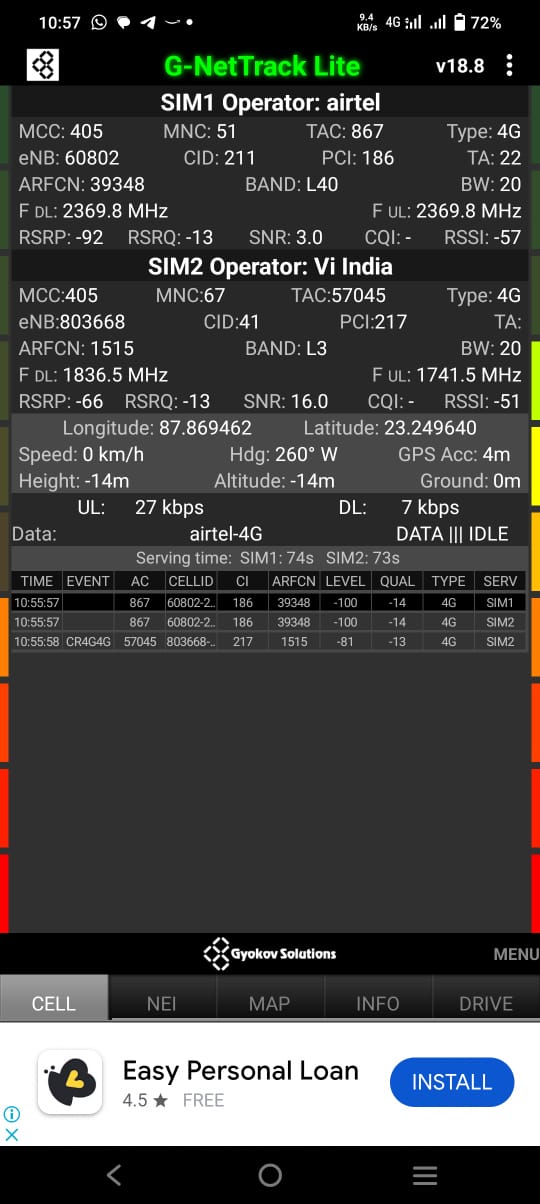 10:57 9.4 KB/s 4G 72%
G-NetTrack Lite v18.8
SIM1 Operator: airtel
MCC: 405 MNC: 51 TAC: 867 Type: 4G
eNB: 60802 CID: 211 PCI: 186 TA: 22
ARFCN: 39348 BAND: L40 BW: 20
F DL: 2369.8 MHz F UL: 2369.8 MHz
RSRP: -92 RSRQ: -13 SNR: 3.0 CQI: - RSSI: -57
SIM2 Operator: Vi India
MCC:405 MNC:67 TAC:57045 Type: 4G
eNB:803668 CID:41 PCI:217 TA:
ARFCN: 1515 BAND: L3 BW: 20
F DL: 1836.5 MHz F UL: 1741.5 MHz
RSRP: -66 RSRQ: -13 SNR: 16.0 CQI: - RSSI: -51
Longitude: 87.869462 Latitude: 23.249640
Speed: 0 km/h Hdg: 260° W GPS Acc: 4m
Height: -14m Altitude: -14m Ground: 0m
UL: 27 kbps DL: 7 kbps
Data: airtel-4G DATA ||| IDLE
Serving time: SIM1: 74s SIM2: 73s
TIME EVENT AC CELLID CI ARFCN LEVEL QUAL TYPE SERV
10:55:57 867 60802-2.. 186 39348 -100 -14 4G SIM1
10:55:57 867 60802-2.. 186 39348 -100 -14 4G SIM2
10:55:58 CR4G4G 57045 803668-.. 217 1515 -81 -13 4G SIM2
Gyokov Solutions MENU
CELL NEI MAP INFO DRIVE
Easy Personal Loan
4.5 ★ FREE
INSTALL